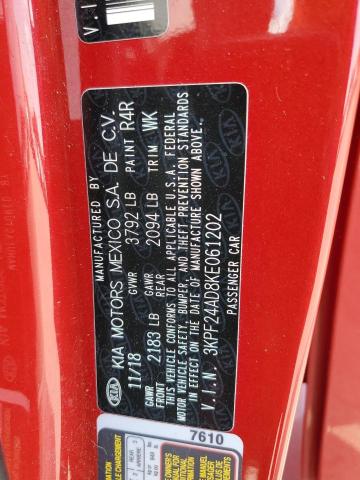 V.I
MANUFACTURED BY
KIA MOTORS MEXICO S.A. DE C.V.
11/18 GVWR 3792 LB PAINT R4R
GAWR FRONT 2183 LB GAWR REAR 2094 LB TRIM WK
THIS VEHICLE CONFORMS TO ALL APPLICABLE U.S.A. FEDERAL
MOTOR VEHICLE SAFETY, BUMPER, AND THEFT PREVENTION STANDARDS
IN EFFECT ON THE DATE OF MANUFACTURE SHOWN ABOVE.
V.I.N. 3KPF24AD8KE061202
PASSENGER CAR
KIA
7610